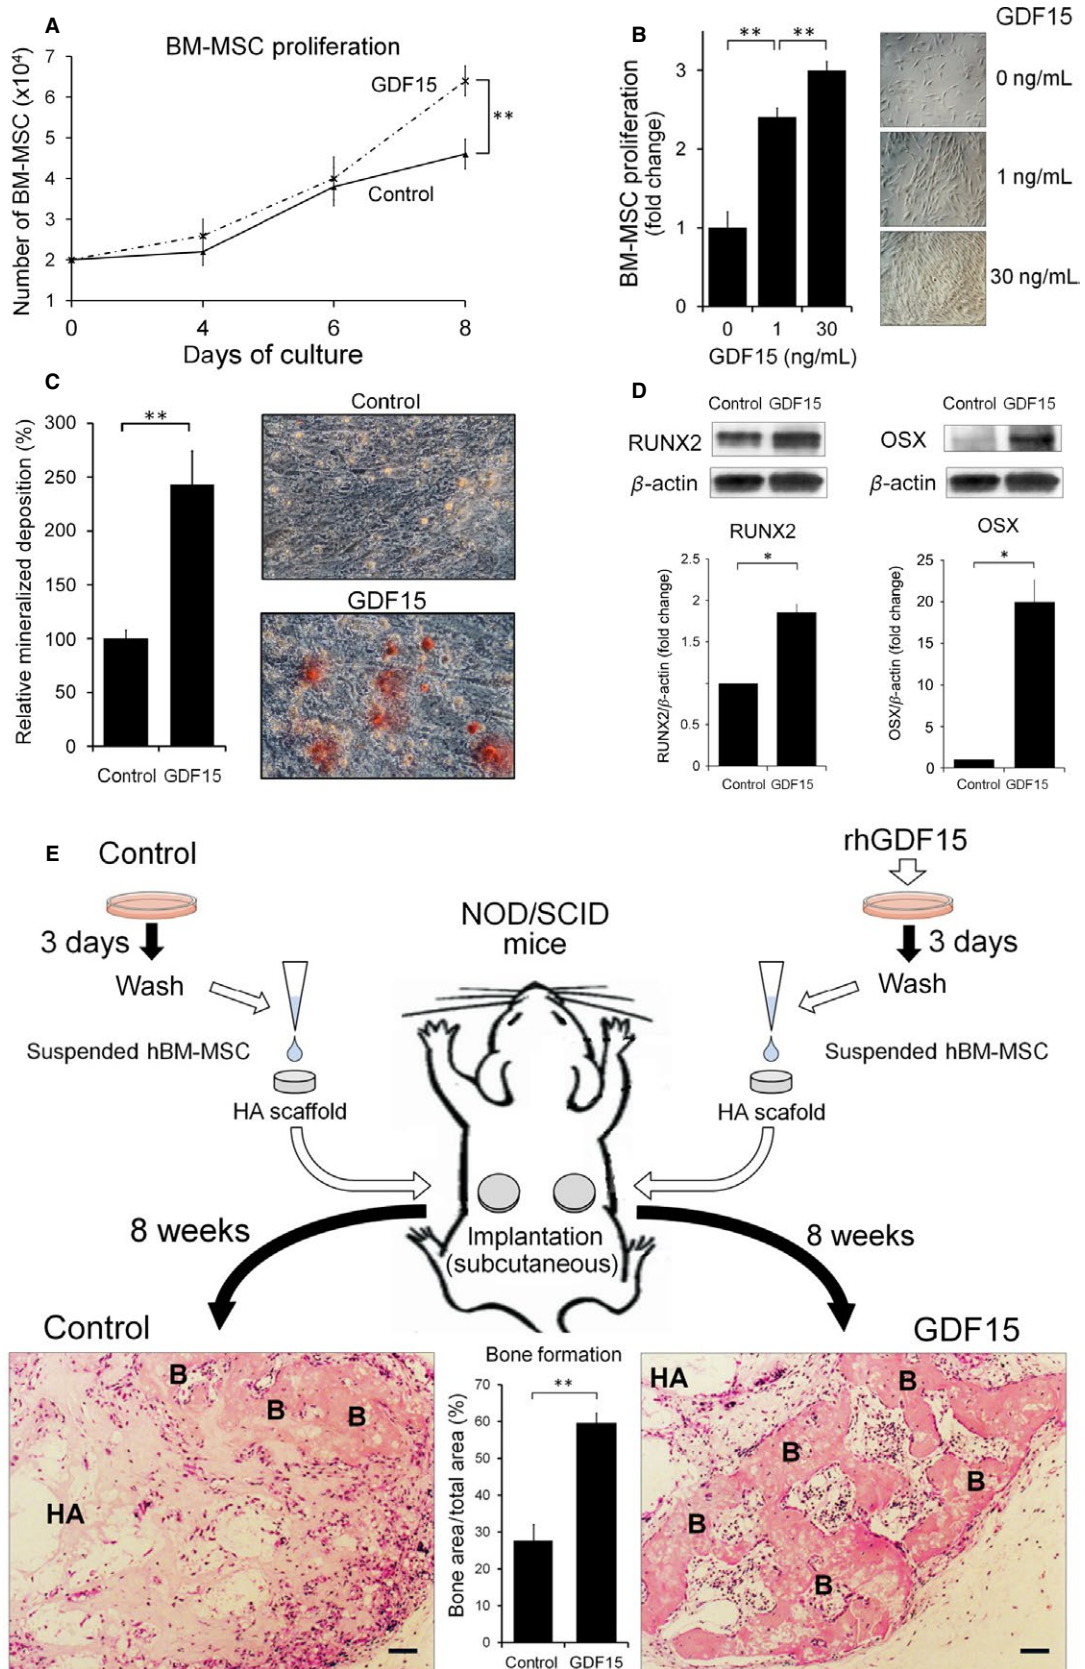 A
BM-MSC proliferation
Number of BM-MSC (x10⁴)
7
6
5
4
3
2
1
GDF15
**
Control
0
4
6
8
Days of culture
B
BM-MSC proliferation
(fold change)
3
2
1
0
**
**
0
1
30
GDF15 (ng/mL)
GDF15
0 ng/mL
1 ng/mL
30 ng/mL
C
Relative mineralized deposition (%)
300
250
200
150
100
50
0
**
Control GDF15
Control
GDF15
D
Control GDF15
RUNX2
β-actin
Control GDF15
OSX
β-actin
RUNX2
RUNX2/β-actin (fold change)
2.5
2
1.5
1
0.5
0
*
Control GDF15
OSX
OSX/β-actin (fold change)
25
20
15
10
5
0
*
Control GDF15
E
Control
3 days
Wash
Suspended hBM-MSC
HA scaffold
NOD/SCID
mice
rhGDF15
3 days
Wash
Suspended hBM-MSC
HA scafold
Implantation
(subcutaneous)
8 weeks
8 weeks
Control
B
B
B
HA
Bone formation
Bone area/total area (%)
70
60
50
40
30
20
10
0
**
Control GDF15
GDF15
HA
B
B
B
B
B